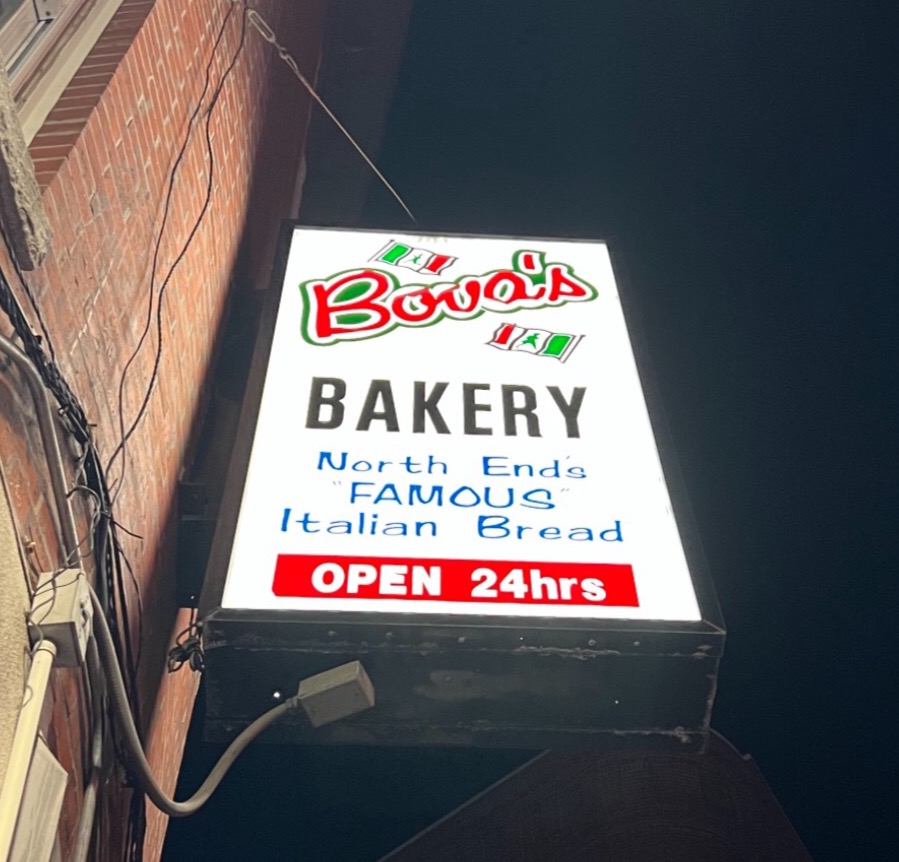 Bova's
BAKERY
North End's
"FAMOUS"
Italian Bread
OPEN 24hrs